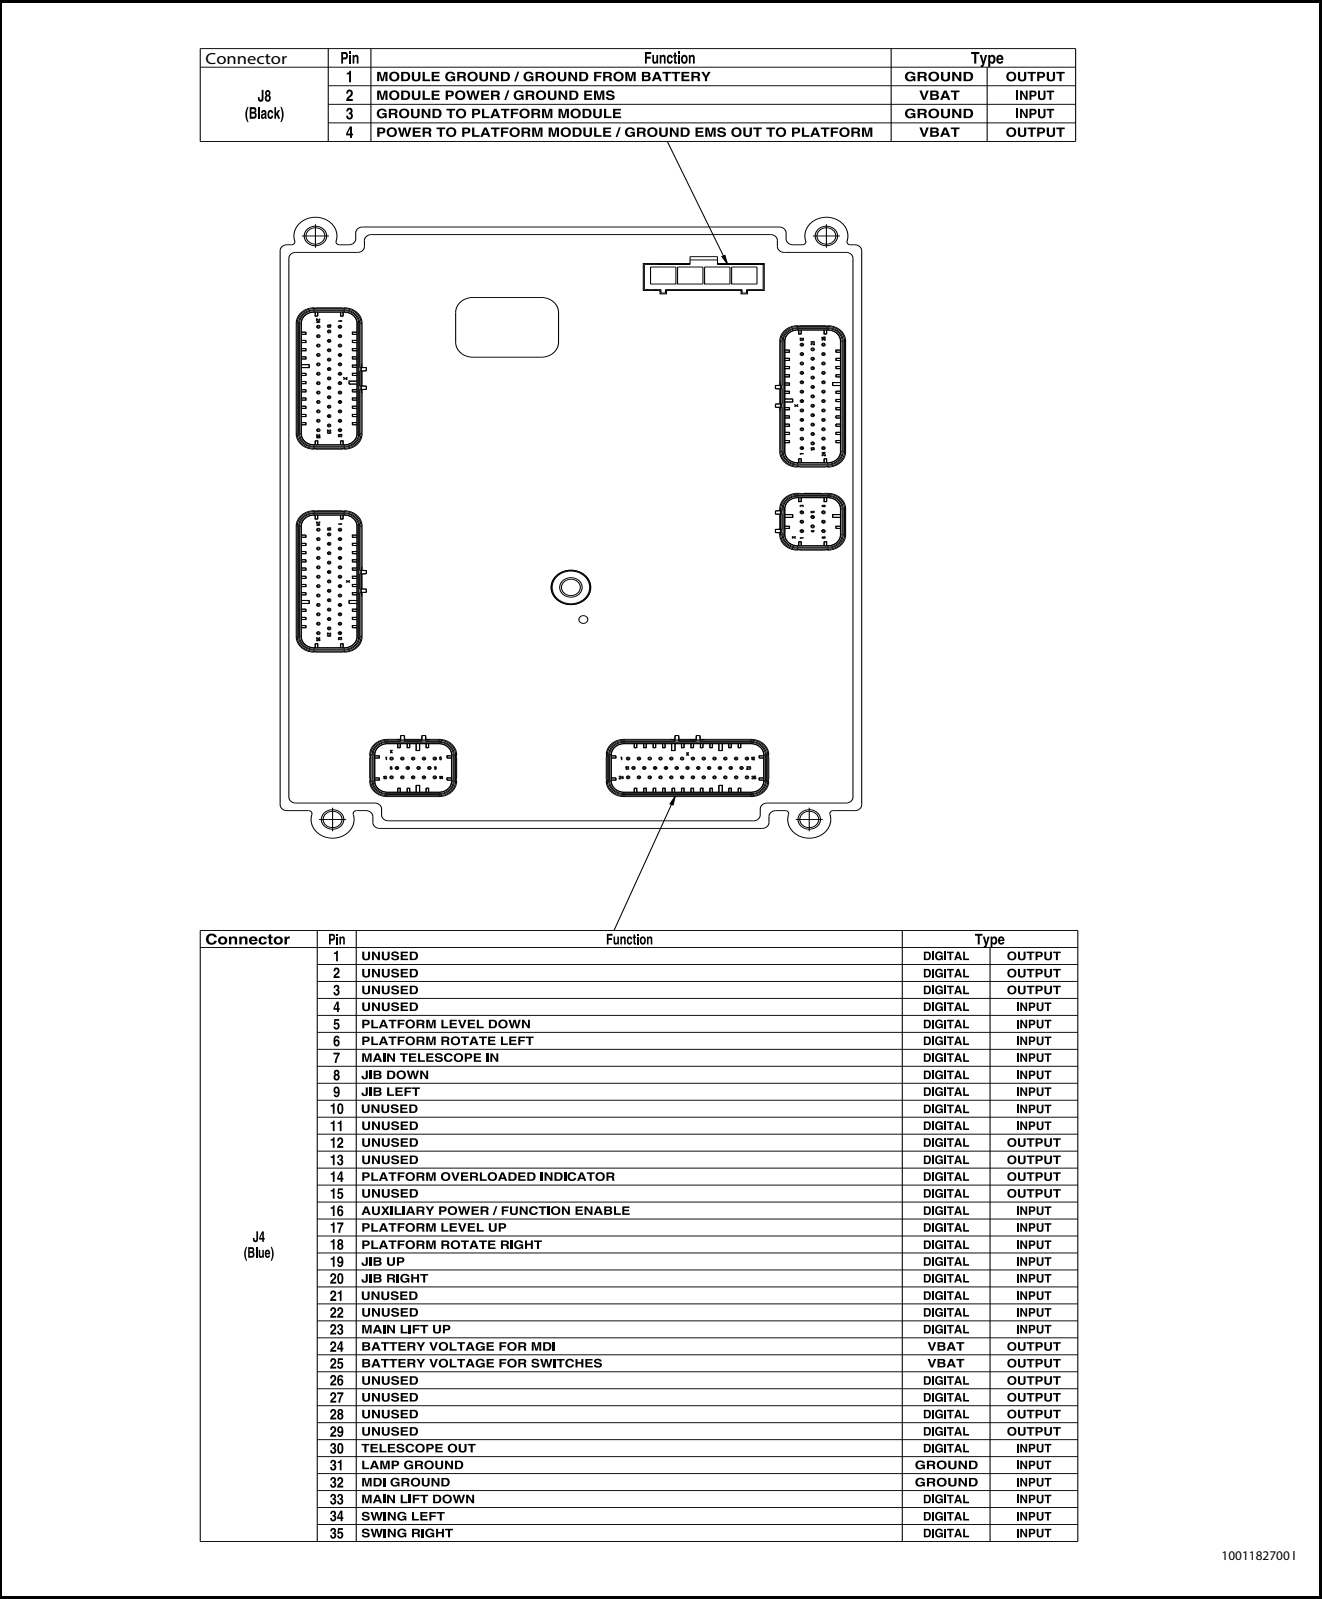 Connector Pin Function Type
J8
(Black)
1 MODULE GROUND / GROUND FROM BATTERY GROUND OUTPUT
2 MODULE POWER / GROUND EMS VBAT INPUT
3 GROUND TO PLATFORM MODULE GROUND INPUT
4 POWER TO PLATFORM MODULE / GROUND EMS OUT TO PLATFORM VBAT OUTPUT
Connector Pin Function Type
J4
(Blue)
1 UNUSED DIGITAL OUTPUT
2 UNUSED DIGITAL OUTPUT
3 UNUSED DIGITAL OUTPUT
4 UNUSED DIGITAL INPUT
5 PLATFORM LEVEL DOWN DIGITAL INPUT
6 PLATFORM ROTATE LEFT DIGITAL INPUT
7 MAIN TELESCOPE IN DIGITAL INPUT
8 JIB DOWN DIGITAL INPUT
9 JIB LEFT DIGITAL INPUT
10 UNUSED DIGITAL INPUT
11 UNUSED DIGITAL INPUT
12 UNUSED DIGITAL OUTPUT
13 UNUSED DIGITAL OUTPUT
14 PLATFORM OVERLOADED INDICATOR DIGITAL OUTPUT
15 UNUSED DIGITAL OUTPUT
16 AUXILIARY POWER / FUNCTION ENABLE DIGITAL INPUT
17 PLATFORM LEVEL UP DIGITAL INPUT
18 PLATFORM ROTATE RIGHT DIGITAL INPUT
19 JIB UP DIGITAL INPUT
20 JIB RIGHT DIGITAL INPUT
21 UNUSED DIGITAL INPUT
22 UNUSED DIGITAL INPUT
23 MAIN LIFT UP DIGITAL INPUT
24 BATTERY VOLTAGE FOR MDI VBAT OUTPUT
25 BATTERY VOLTAGE FOR SWITCHES VBAT OUTPUT
26 UNUSED DIGITAL OUTPUT
27 UNUSED DIGITAL OUTPUT
28 UNUSED DIGITAL OUTPUT
29 UNUSED DIGITAL OUTPUT
30 TELESCOPE OUT DIGITAL INPUT
31 LAMP GROUND GROUND INPUT
32 MDI GROUND GROUND INPUT
33 MAIN LIFT DOWN DIGITAL INPUT
34 SWING LEFT DIGITAL INPUT
35 SWING RIGHT DIGITAL INPUT
1001182700 I